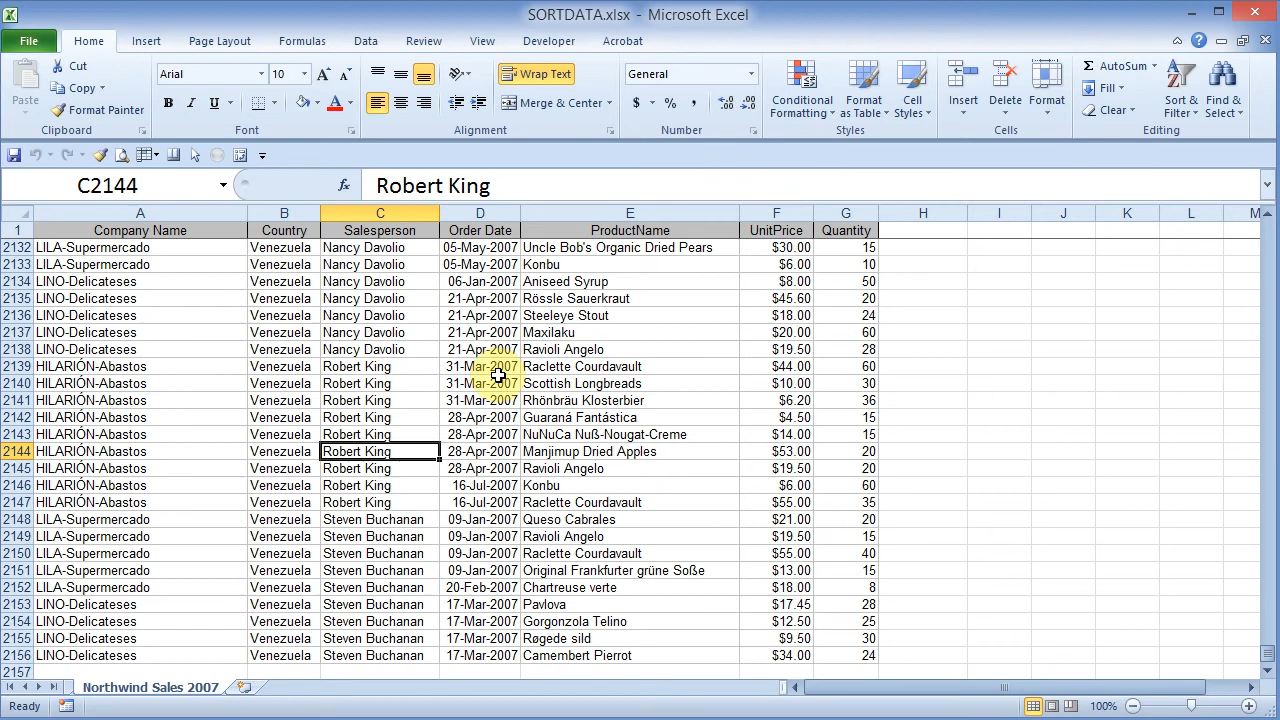 SORTDATA.xlsx - Microsoft Excel
File Home Insert Page Layout Formulas Data Review View Developer Acrobat
Paste Cut Copy Format Painter Clipboard
Arial 10 B I U A Font
Wrap Text Merge & Center Alignment
General $ % , Number
Conditional Formatting Format as Table Cell Styles Styles
Insert Delete Format Cells
AutoSum Fill Clear Sort & Filter Find & Select Editing
C2144 fx Robert King
A B C D E F G H I J K L M
1 Company Name Country Salesperson Order Date ProductName UnitPrice Quantity
2132 LILA-Supermercado Venezuela Nancy Davolio 05-May-2007 Uncle Bob's Organic Dried Pears $30.00 15
2133 LILA-Supermercado Venezuela Nancy Davolio 05-May-2007 Konbu $6.00 10
2134 LINO-Delicateses Venezuela Nancy Davolio 06-Jan-2007 Aniseed Syrup $8.00 50
2135 LINO-Delicateses Venezuela Nancy Davolio 21-Apr-2007 Rössle Sauerkraut $45.60 20
2136 LINO-Delicateses Venezuela Nancy Davolio 21-Apr-2007 Steeleye Stout $18.00 24
2137 LINO-Delicateses Venezuela Nancy Davolio 21-Apr-2007 Maxilaku $20.00 60
2138 LINO-Delicateses Venezuela Nancy Davolio 21-Apr-2007 Ravioli Angelo $19.50 28
2139 HILARIÓN-Abastos Venezuela Robert King 31-Mar-2007 Raclette Courdavault $44.00 60
2140 HILARIÓN-Abastos Venezuela Robert King 31-Mar-2007 Scottish Longbreads $10.00 30
2141 HILARIÓN-Abastos Venezuela Robert King 31-Mar-2007 Rhönbräu Klosterbier $6.20 36
2142 HILARIÓN-Abastos Venezuela Robert King 28-Apr-2007 Guaraná Fantástica $4.50 15
2143 HILARIÓN-Abastos Venezuela Robert King 28-Apr-2007 NuNuCa Nuß-Nougat-Creme $14.00 15
2144 HILARIÓN-Abastos Venezuela Robert King 28-Apr-2007 Manjimup Dried Apples $53.00 20
2145 HILARIÓN-Abastos Venezuela Robert King 28-Apr-2007 Ravioli Angelo $19.50 20
2146 HILARIÓN-Abastos Venezuela Robert King 16-Jul-2007 Konbu $6.00 60
2147 HILARIÓN-Abastos Venezuela Robert King 16-Jul-2007 Raclette Courdavault $55.00 35
2148 LILA-Supermercado Venezuela Steven Buchanan 09-Jan-2007 Queso Cabrales $21.00 20
2149 LILA-Supermercado Venezuela Steven Buchanan 09-Jan-2007 Ravioli Angelo $19.50 15
2150 LILA-Supermercado Venezuela Steven Buchanan 09-Jan-2007 Raclette Courdavault $55.00 40
2151 LILA-Supermercado Venezuela Steven Buchanan 09-Jan-2007 Original Frankfurter grüne Soße $13.00 15
2152 LILA-Supermercado Venezuela Steven Buchanan 20-Feb-2007 Chartreuse verte $18.00 8
2153 LINO-Delicateses Venezuela Steven Buchanan 17-Mar-2007 Pavlova $17.45 28
2154 LINO-Delicateses Venezuela Steven Buchanan 17-Mar-2007 Gorgonzola Telino $12.50 25
2155 LINO-Delicateses Venezuela Steven Buchanan 17-Mar-2007 Røgede sild $9.50 30
2156 LINO-Delicateses Venezuela Steven Buchanan 17-Mar-2007 Camembert Pierrot $34.00 24
2157
Northwind Sales 2007
Ready 100%